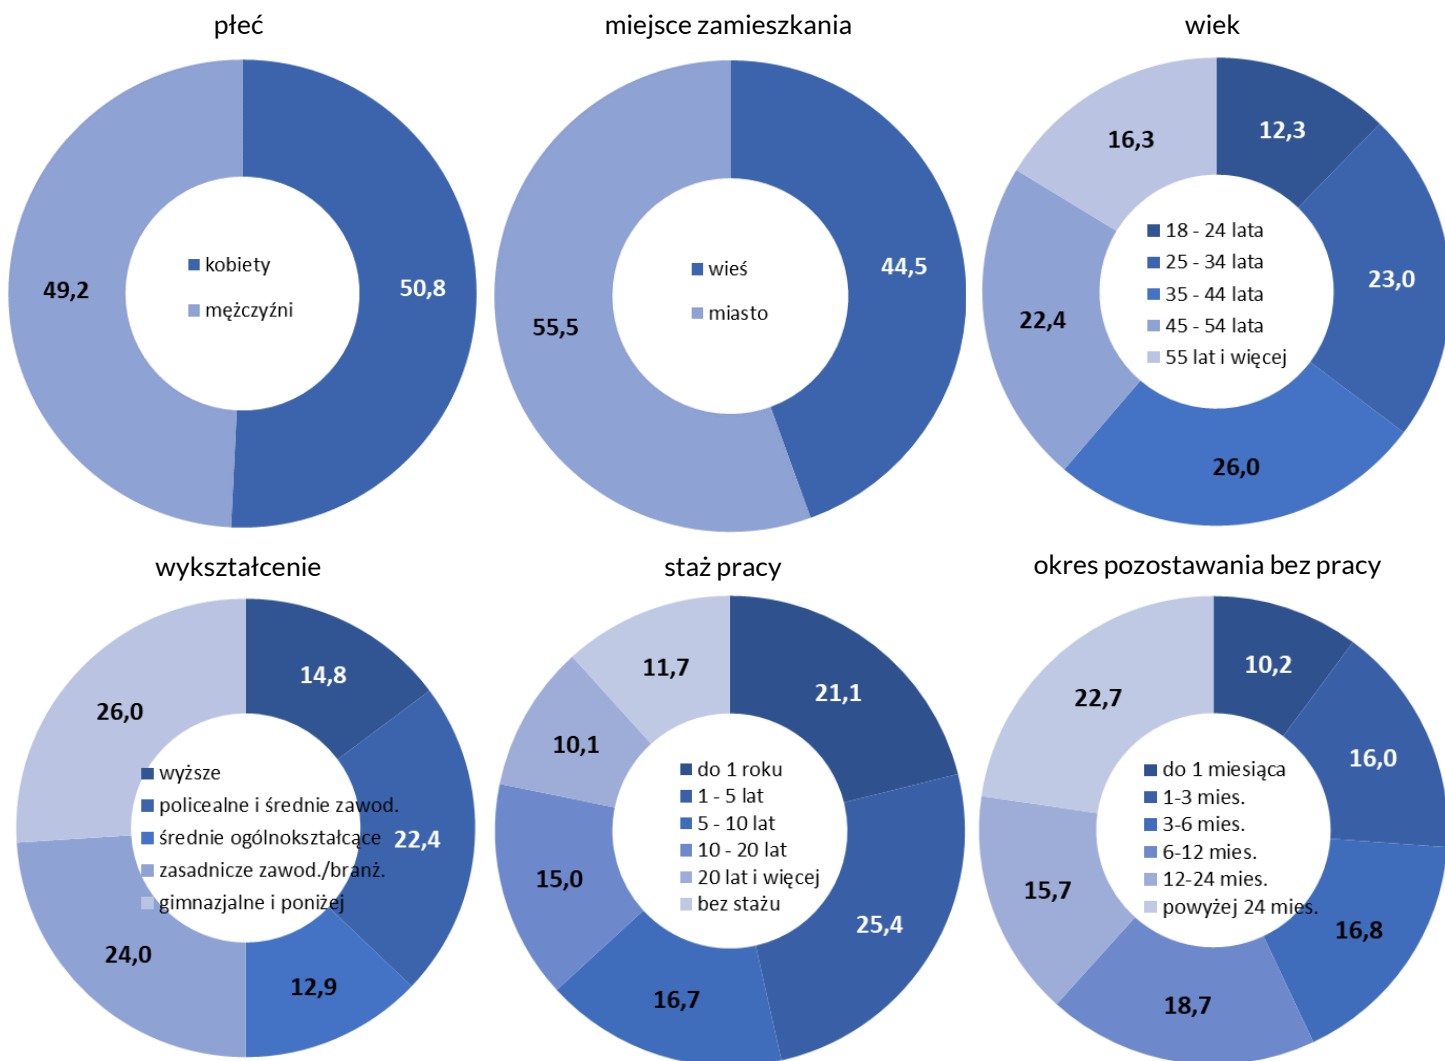 płeć
49,2
kobiety
mężczyźni
50,8
miejsce zamieszkania
55,5
wieś
miasto
44,5
wiek
16,3
12,3
22,4
18 - 24 lata
25 - 34 lata
35 - 44 lata
45 - 54 lata
55 lat i więcej
23,0
26,0
wykształcenie
26,0
14,8
wyższe
policealne i średnie zawod.
średnie ogólnokształcące
zasadnicze zawod./branż.
gimnazjalne i poniżej
22,4
24,0
12,9
staż pracy
11,7
21,1
10,1
do 1 roku
1 - 5 lat
5 - 10 lat
10 - 20 lat
20 lat i więcej
bez stażu
15,0
25,4
16,7
okres pozostawania bez pracy
22,7
10,2
16,0
do 1 miesiąca
1-3 mies.
3-6 mies.
6-12 mies.
12-24 mies.
powyżej 24 mies.
15,7
16,8
18,7